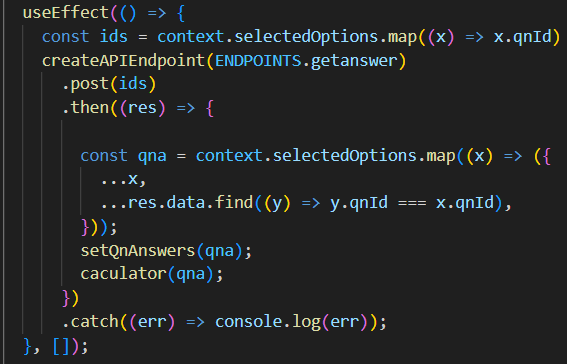 useEffect(() => {
const ids = context.selectedOptions.map((x) => x.qnId)
createAPIEndpoint(ENDPOINTS.getanswer)
.post(ids)
.then((res) => {
const qna = context.selectedOptions.map((x) => ({
...x,
...res.data.find((y) => y.qnId === x.qnId),
}));
setQnAnswers(qna);
caculator(qna);
})
.catch((err) => console.log(err));
}, []);